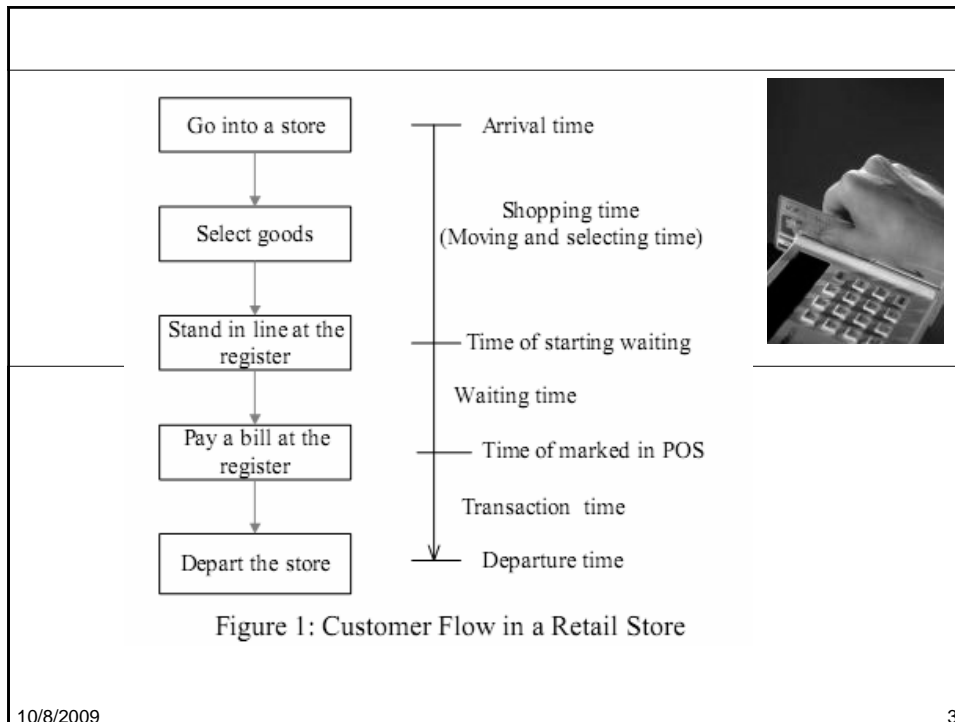 Go into a store
Arrival time
Select goods
Shopping time
(Moving and selecting time)
Stand in line at the
register
Time of starting waiting
Waiting time
Pay a bill at the
register
Time of marked in POS
Transaction time
Depart the store
Departure time
Figure 1: Customer Flow in a Retail Store
10/8/2009
3